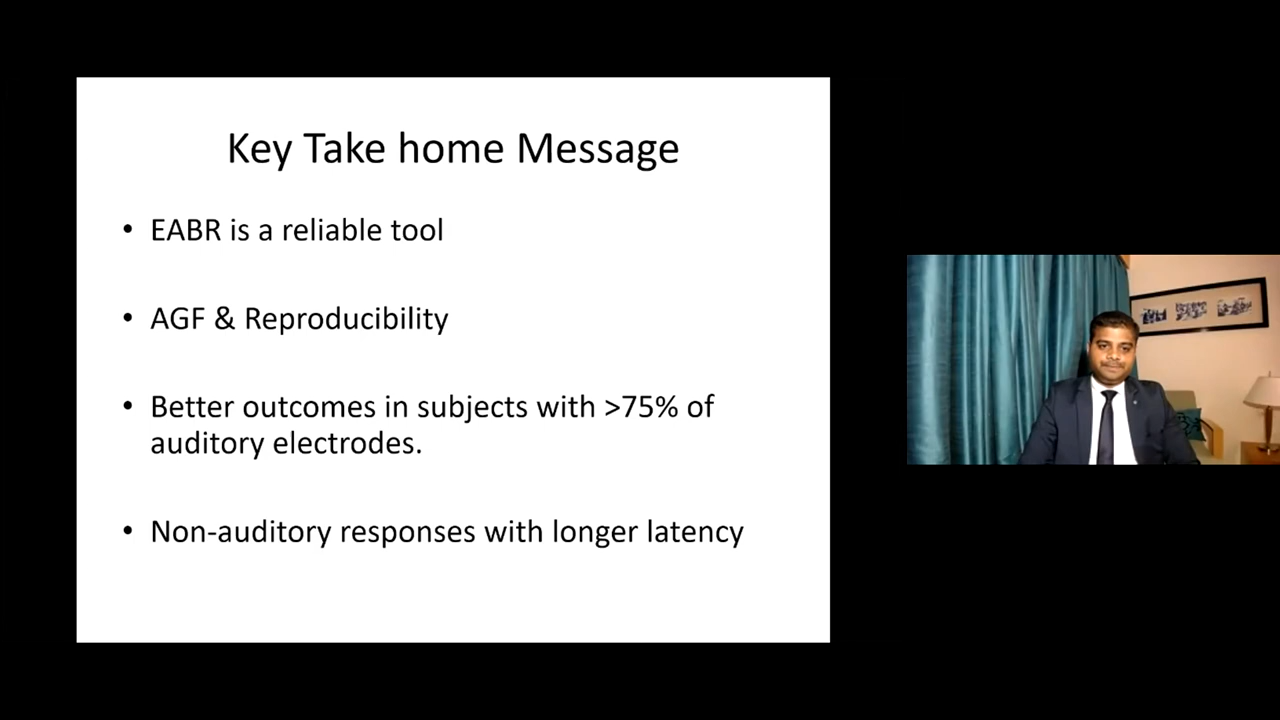 Key Take home Message
• EABR is a reliable tool
• AGF & Reproducibility
• Better outcomes in subjects with >75% of
auditory electrodes.
• Non-auditory responses with longer latency